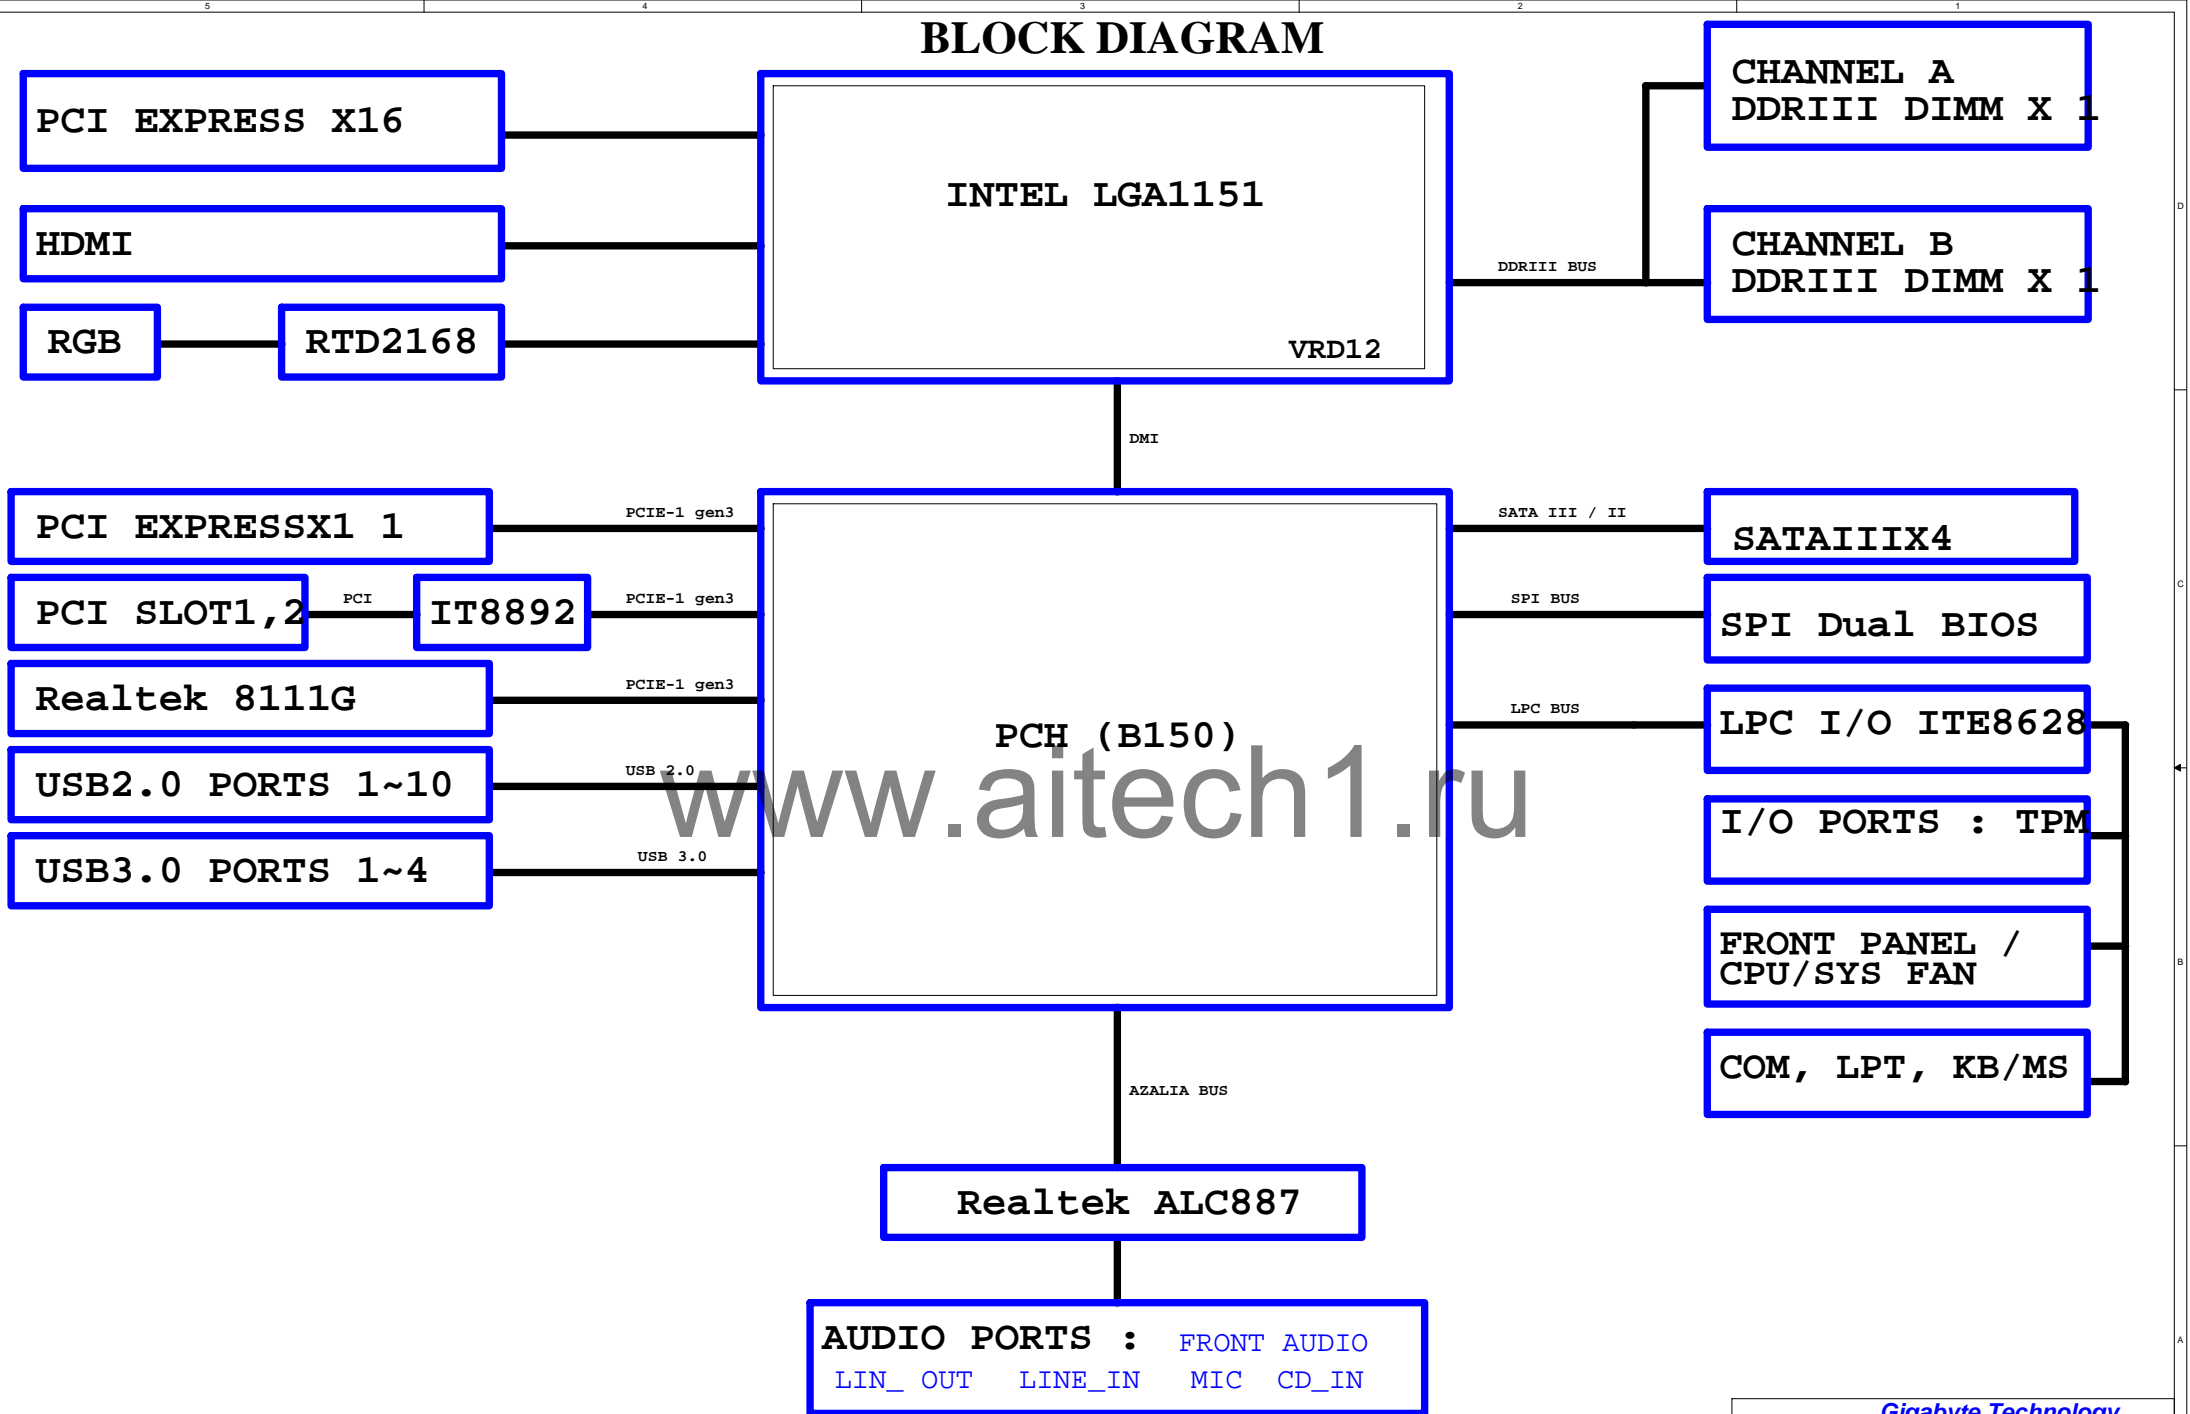 5 4 3 2 1
BLOCK DIAGRAM
PCI EXPRESS X16
HDMI
RGB
RTD2168
INTEL LGA1151
VRD12
CHANNEL A
DDRIII DIMM X 1
DDRIII BUS
CHANNEL B
DDRIII DIMM X 1
D
DMI
PCI EXPRESSX1 1
PCIE-1 gen3
PCI SLOT1,2
PCI
IT8892
PCIE-1 gen3
Realtek 8111G
PCIE-1 gen3
USB2.0 PORTS 1~10
USB 2.0
USB3.0 PORTS 1~4
USB 3.0
PCH (B150)
www.aitech1.ru
SATA III / II
SATAIIIX4
C
SPI BUS
SPI Dual BIOS
LPC BUS
LPC I/O ITE8628
I/O PORTS : TPM
FRONT PANEL /
CPU/SYS FAN
B
COM, LPT, KB/MS
AZALIA BUS
Realtek ALC887
AUDIO PORTS : FRONT AUDIO
LIN_ OUT LINE_IN MIC CD_IN
A
Gigabyte Technology